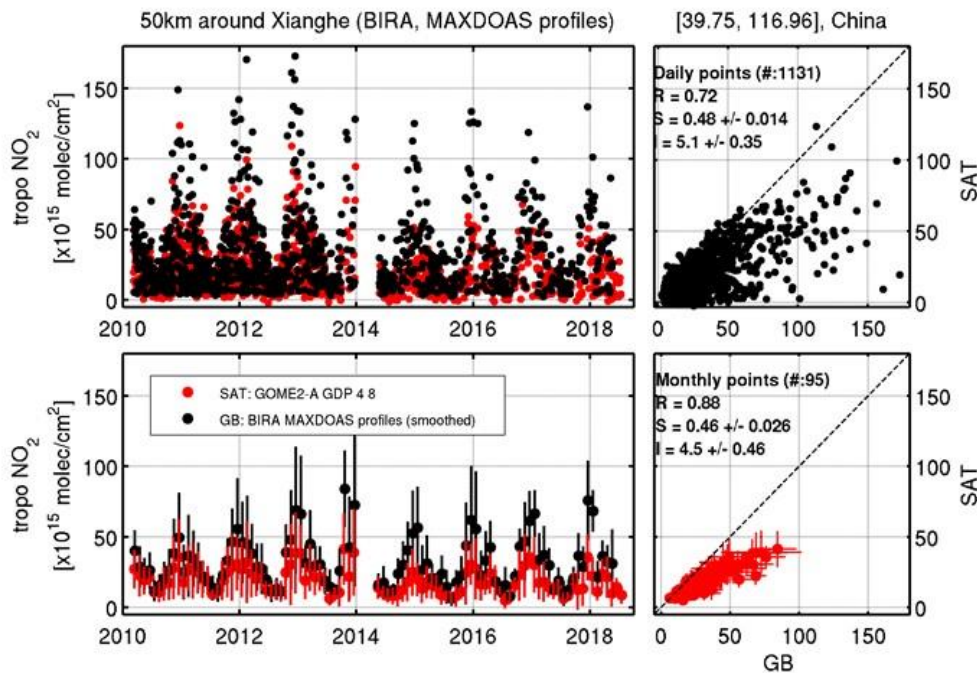 50km around Xianghe (BIRA, MAXDOAS profiles)
[39.75, 116.96], China
tropo NO2
[x10^15 molec/cm^2]
150
100
50
0
2010 2012 2014 2016 2018
Daily points (#:1131)
R = 0.72
S = 0.48 +/- 0.014
I = 5.1 +/- 0.35
0 50 100 150
150
100
50
0
SAT
tropo NO2
[x10^15 molec/cm^2]
150
100
50
0
SAT: GOME2-A GDP 4 8
GB: BIRA MAXDOAS profiles (smoothed)
2010 2012 2014 2016 2018
Monthly points (#:95)
R = 0.88
S = 0.46 +/- 0.026
I = 4.5 +/- 0.46
0 50 100 150
GB
150
100
50
0
SAT